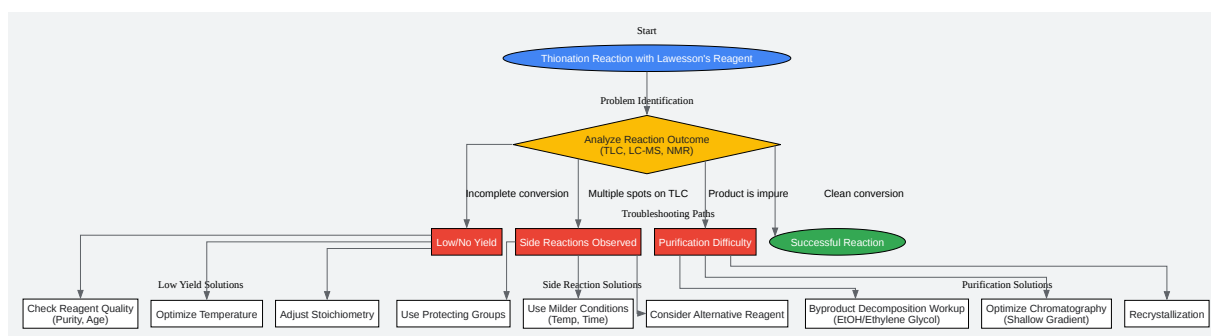 Start
Thionation Reaction with Lawesson's Reagent
Problem Identification
Analyze Reaction Outcome
(TLC, LC-MS, NMR)
Incomplete conversion
Multiple spots on TLC
Product is impure
Clean conversion
Troubleshooting Paths
Low/No Yield
Side Reactions Observed
Purification Difficulty
Successful Reaction
Low Yield Solutions
Side Reaction Solutions
Purification Solutions
Check Reagent Quality
(Purity, Age)
Optimize Temperature
Adjust Stoichiometry
Use Protecting Groups
Use Milder Conditions
(Temp, Time)
Consider Alternative Reagent
Byproduct Decomposition Workup
(EtOH/Ethylene Glycol)
Optimize Chromatography
(Shallow Gradient)
Recrystallization